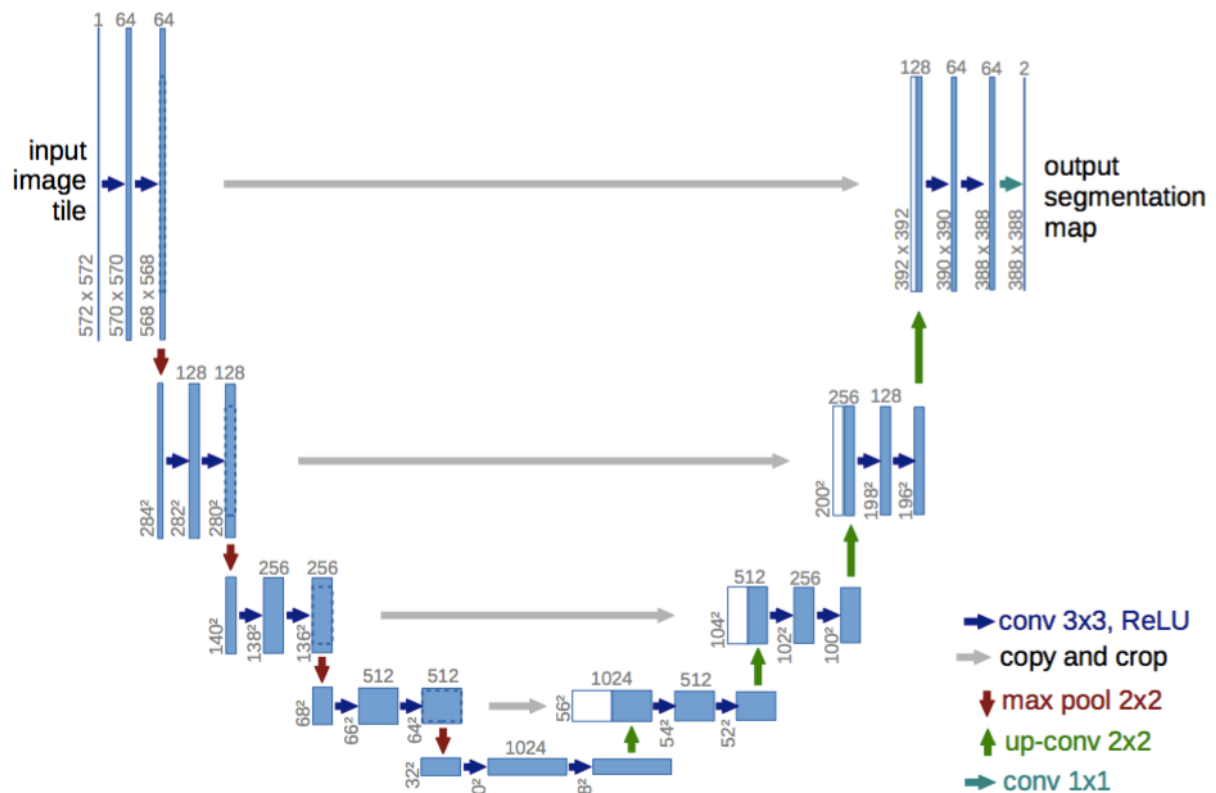 1 64 64
128 64 64 2
input
image
tile
output
segmentation
map
572 x 572
570 x 570
568 x 568
392 x 392
390 x 390
388 x 388
388 x 388
128 128
256 128
284²
282²
280²
200²
198²
196²
256 256
512 256
140²
138²
136²
104²
102²
100²
512 512
1024 512
68²
66²
64²
56²
54²
52²
1024
32²
0²
8²
conv 3x3, ReLU
copy and crop
max pool 2x2
up-conv 2x2
conv 1x1